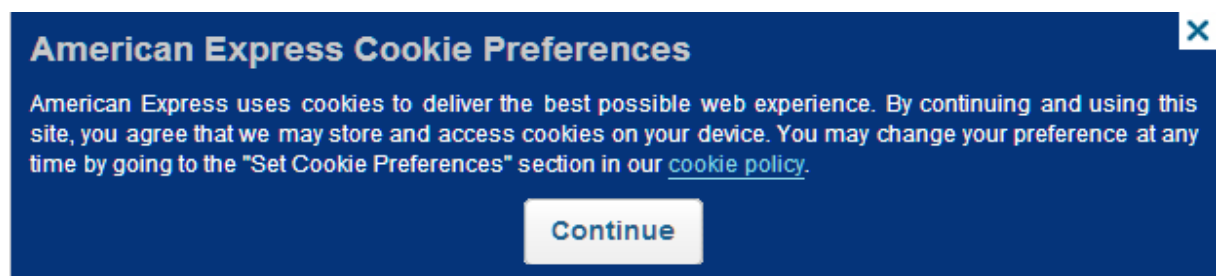 American Express Cookie Preferences
American Express uses cookies to deliver the best possible web experience. By continuing and using this
site, you agree that we may store and access cookies on your device. You may change your preference at any
time by going to the "Set Cookie Preferences" section in our cookie policy.
Continue